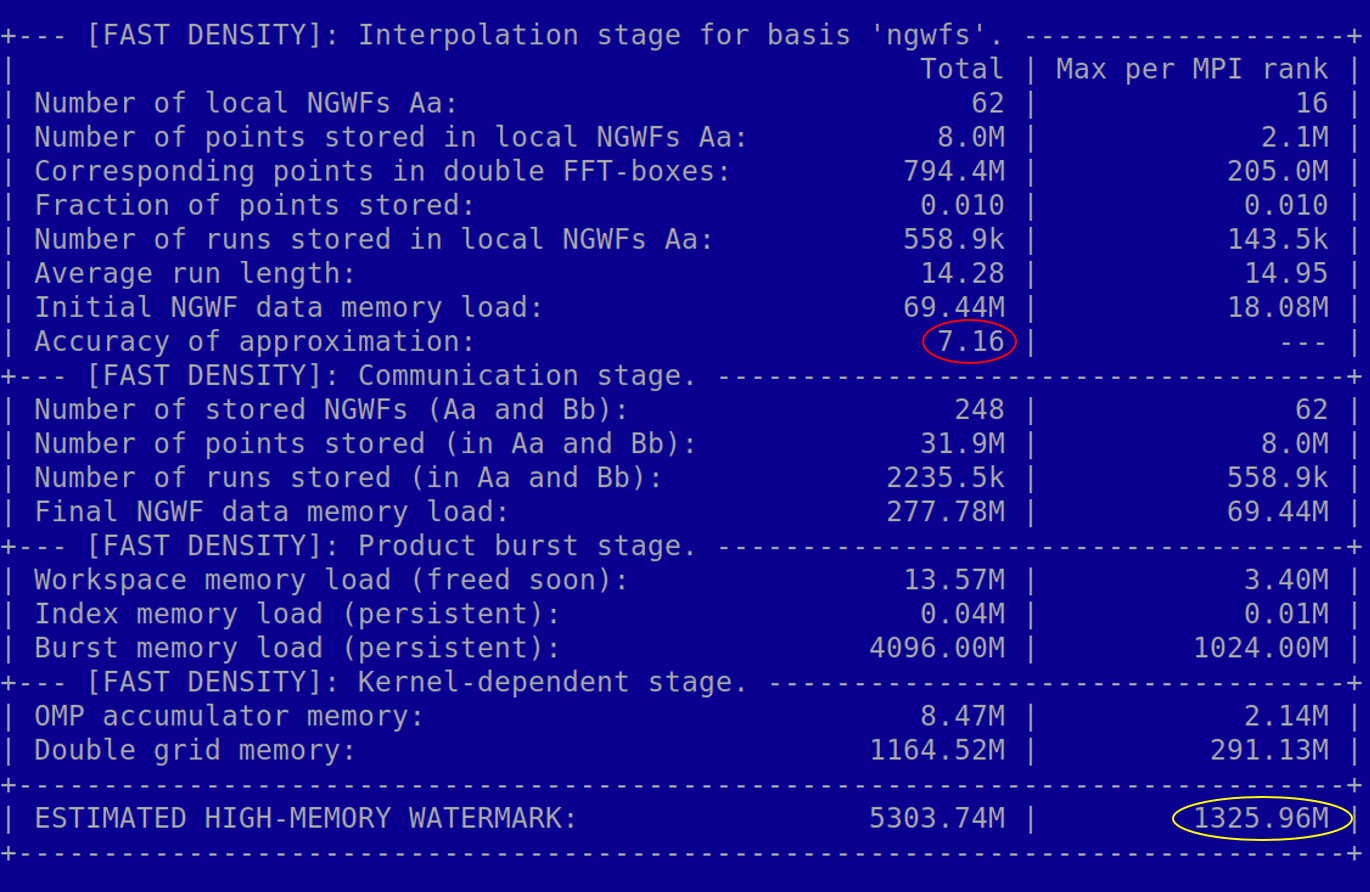 +--- [FAST DENSITY]: Interpolation stage for basis 'ngwfs'. -------------------+
|                                                      Total | Max per MPI rank |
| Number of local NGWFs Aa:                               62 |               16 |
| Number of points stored in local NGWFs Aa:            8.0M |             2.1M |
| Corresponding points in double FFT-boxes:           794.4M |           205.0M |
| Fraction of points stored:                           0.010 |            0.010 |
| Number of runs stored in local NGWFs Aa:            558.9k |           143.5k |
| Average run length:                                  14.28 |            14.95 |
| Initial NGWF data memory load:                      69.44M |           18.08M |
| Accuracy of approximation:                            7.16 |              --- |
+--- [FAST DENSITY]: Communication stage. -------------------------------------+
| Number of stored NGWFs (Aa and Bb):                    248 |               62 |
| Number of points stored (in Aa and Bb):              31.9M |             8.0M |
| Number of runs stored (in Aa and Bb):              2235.5k |           558.9k |
| Final NGWF data memory load:                       277.78M |           69.44M |
+--- [FAST DENSITY]: Product burst stage. -------------------------------------+
| Workspace memory load (freed soon):                 13.57M |            3.40M |
| Index memory load (persistent):                      0.04M |            0.01M |
| Burst memory load (persistent):                   4096.00M |         1024.00M |
+--- [FAST DENSITY]: Kernel-dependent stage. ----------------------------------+
| OMP accumulator memory:                              8.47M |            2.14M |
| Double grid memory:                               1164.52M |          291.13M |
+------------------------------------------------------------------------------+
| ESTIMATED HIGH-MEMORY WATERMARK:                  5303.74M |         1325.96M |
+------------------------------------------------------------------------------+